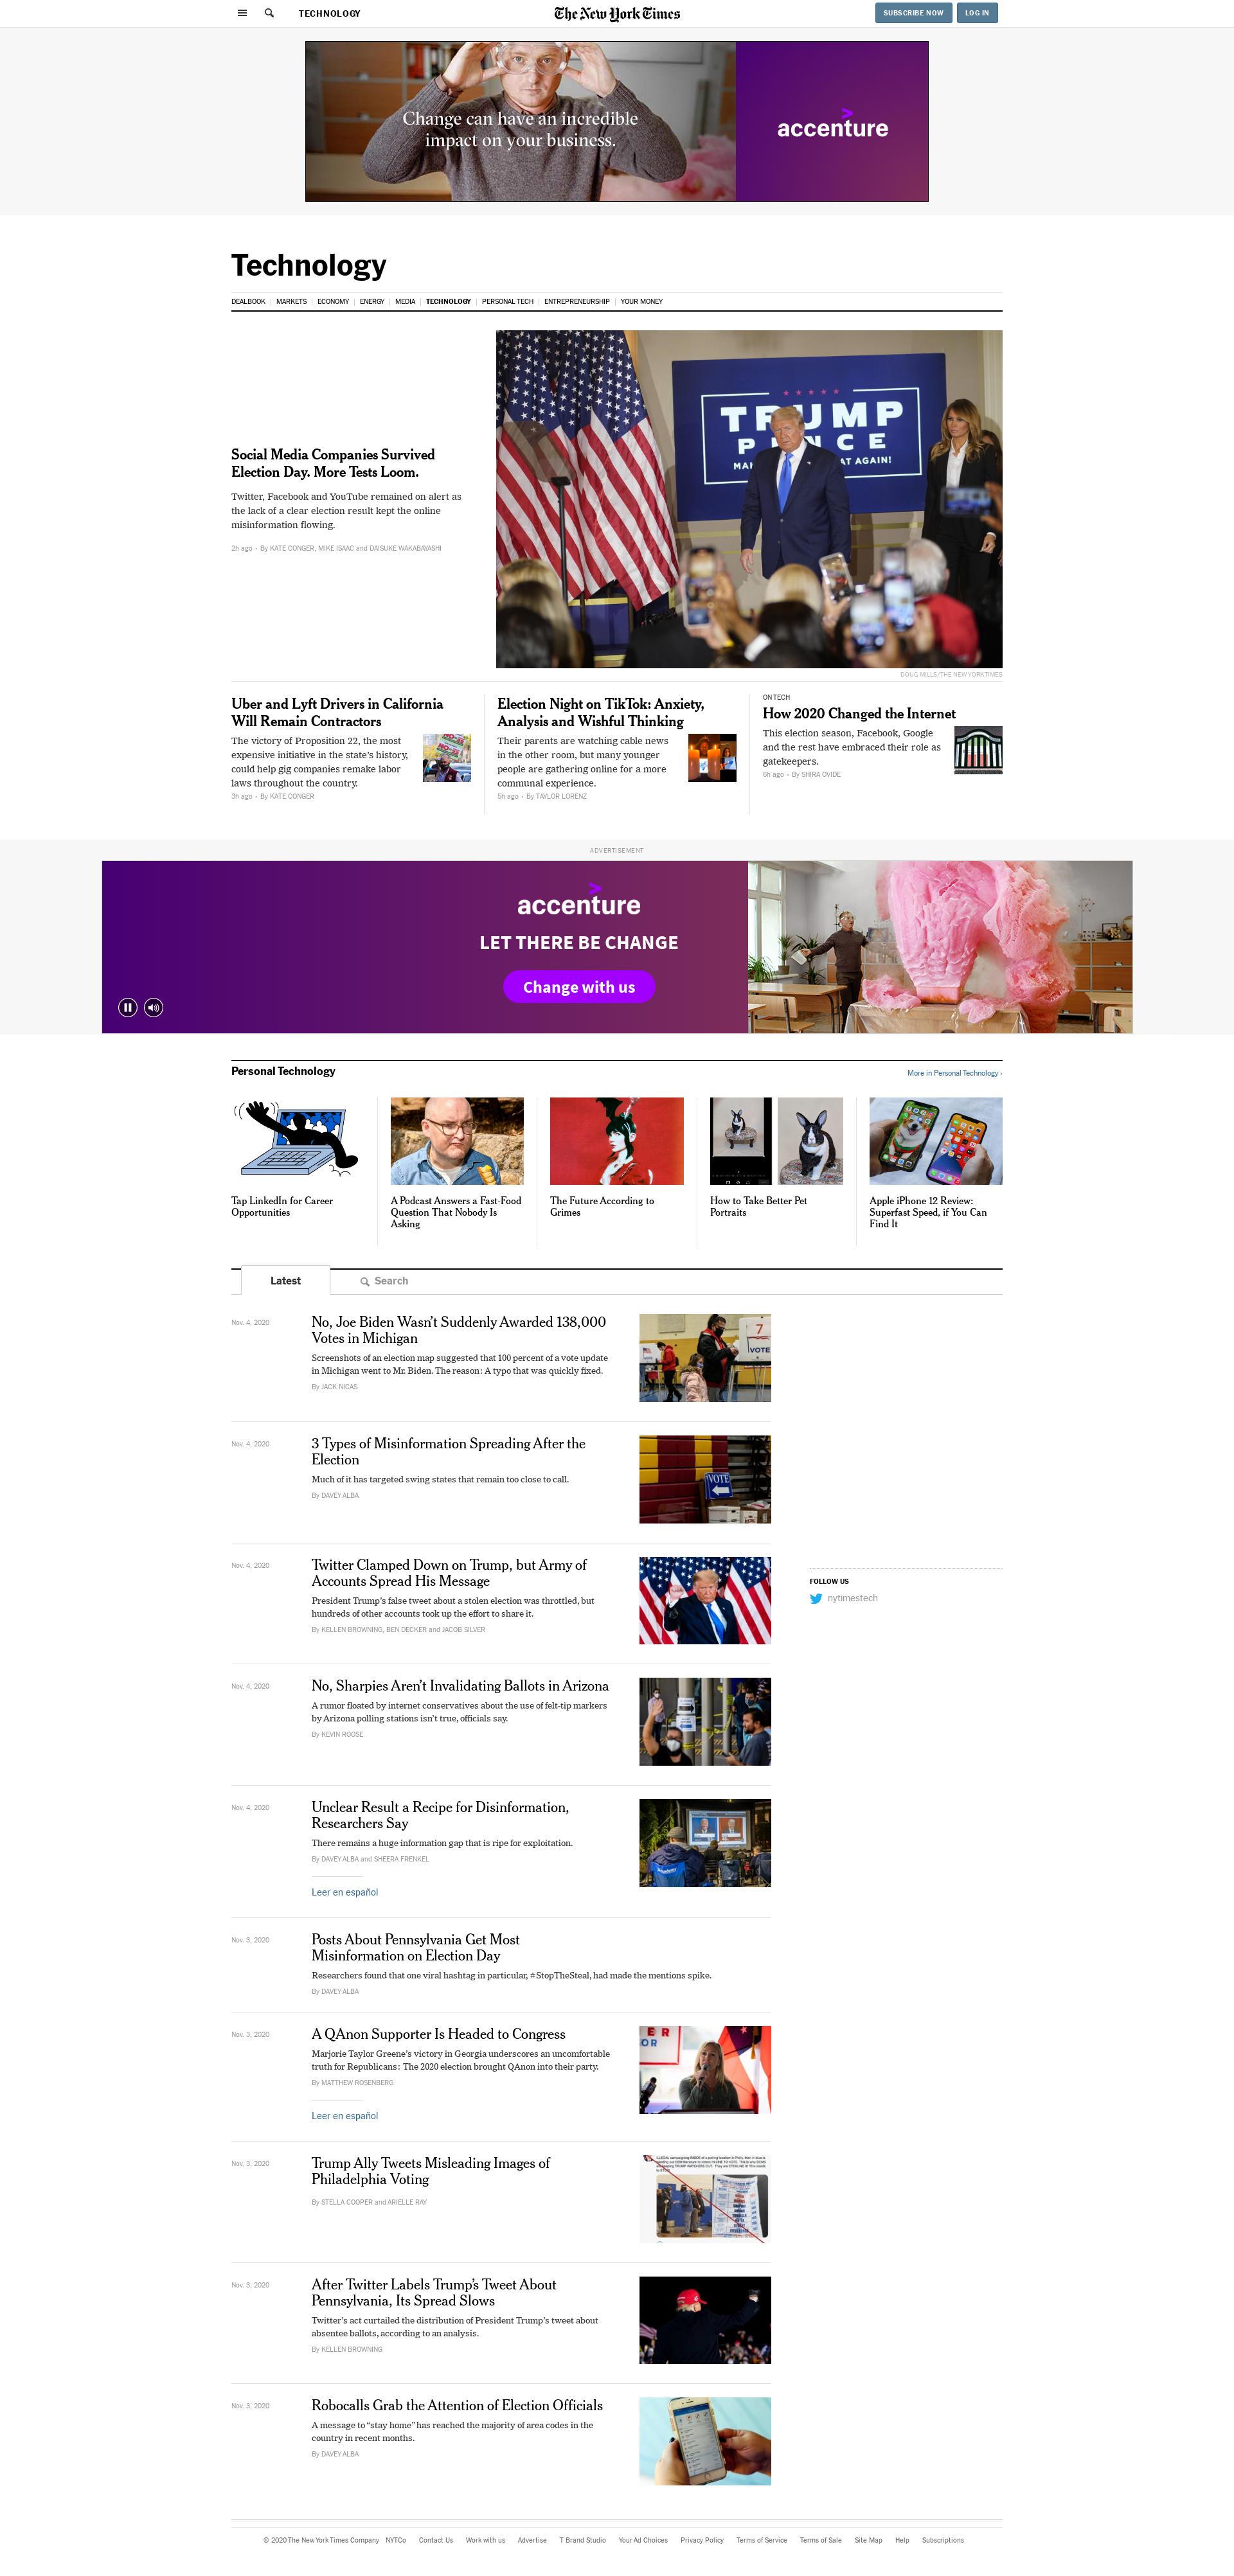 TECHNOLOGY
The New York Times
SUBSCRIBE NOW
LOG IN
Change can have an incredible
impact on your business.
accenture
Technology
DEALBOOK | MARKETS | ECONOMY | ENERGY | MEDIA | TECHNOLOGY | PERSONAL TECH | ENTREPRENEURSHIP | YOUR MONEY
Social Media Companies Survived
Election Day. More Tests Loom.
Twitter, Facebook and YouTube remained on alert as
the lack of a clear election result kept the online
misinformation flowing.
2h ago • By KATE CONGER, MIKE ISAAC and DAISUKE WAKABAYASHI
TRUMP
AGAIN!
DOUG MILLS/THE NEW YORK TIMES
Uber and Lyft Drivers in California
Will Remain Contractors
The victory of Proposition 22, the most
expensive initiative in the state's history,
could help gig companies remake labor
laws throughout the country.
3h ago • By KATE CONGER
Election Night on TikTok: Anxiety,
Analysis and Wishful Thinking
Their parents are watching cable news
in the other room, but many younger
people are gathering online for a more
communal experience.
5h ago • By TAYLOR LORENZ
ON TECH
How 2020 Changed the Internet
This election season, Facebook, Google
and the rest have embraced their role as
gatekeepers.
6h ago • By SHIRA OVIDE
ADVERTISEMENT
accenture
LET THERE BE CHANGE
Change with us
Personal Technology
More in Personal Technology ›
Tap LinkedIn for Career
Opportunities
A Podcast Answers a Fast-Food
Question That Nobody Is
Asking
The Future According to
Grimes
How to Take Better Pet
Portraits
Apple iPhone 12 Review:
Superfast Speed, if You Can
Find It
Latest
Search
Nov. 4, 2020
No, Joe Biden Wasn't Suddenly Awarded 138,000
Votes in Michigan
Screenshots of an election map suggested that 100 percent of a vote update
in Michigan went to Mr. Biden. The reason: A typo that was quickly fixed.
By JACK NICAS
7
VOTE
Nov. 4, 2020
3 Types of Misinformation Spreading After the
Election
Much of it has targeted swing states that remain too close to call.
By DAVEY ALBA
VOTE
Nov. 4, 2020
Twitter Clamped Down on Trump, but Army of
Accounts Spread His Message
President Trump's false tweet about a stolen election was throttled, but
hundreds of other accounts took up the effort to share it.
By KELLEN BROWNING, BEN DECKER and JACOB SILVER
FOLLOW US
nytimestech
Nov. 4, 2020
No, Sharpies Aren't Invalidating Ballots in Arizona
A rumor floated by internet conservatives about the use of felt-tip markers
by Arizona polling stations isn't true, officials say.
By KEVIN ROOSE
Nov. 4, 2020
Unclear Result a Recipe for Disinformation,
Researchers Say
There remains a huge information gap that is ripe for exploitation.
By DAVEY ALBA and SHEERA FRENKEL
Leer en español
Nov. 3, 2020
Posts About Pennsylvania Get Most
Misinformation on Election Day
Researchers found that one viral hashtag in particular, #StopTheSteal, had made the mentions spike.
By DAVEY ALBA
Nov. 3, 2020
A QAnon Supporter Is Headed to Congress
Marjorie Taylor Greene's victory in Georgia underscores an uncomfortable
truth for Republicans: The 2020 election brought QAnon into their party.
By MATTHEW ROSENBERG
Leer en español
Nov. 3, 2020
Trump Ally Tweets Misleading Images of
Philadelphia Voting
By STELLA COOPER and ARIELLE RAY
Nov. 3, 2020
After Twitter Labels Trump's Tweet About
Pennsylvania, Its Spread Slows
Twitter's act curtailed the distribution of President Trump's tweet about
absentee ballots, according to an analysis.
By KELLEN BROWNING
Nov. 3, 2020
Robocalls Grab the Attention of Election Officials
A message to “stay home” has reached the majority of area codes in the
country in recent months.
By DAVEY ALBA
© 2020 The New York Times Company NYTCo Contact Us Work with us Advertise T Brand Studio Your Ad Choices Privacy Policy Terms of Service Terms of Sale Site Map Help Subscriptions